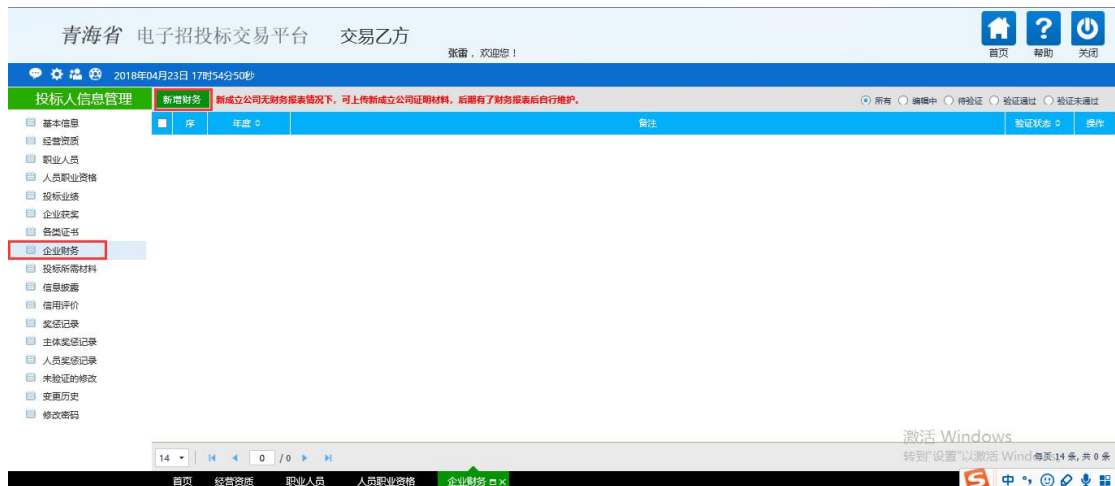 青海省 电子招投标交易平台 交易乙方
张雷，欢迎您！
首页 帮助 关闭
2018年04月23日 17时54分50秒
投标人信息管理
新增财务 新成立公司无财务报表情况下，可上传新成立公司证明材料，后期有了财务报表后自行维护。
所有 编辑中 待验证 验证通过 验证未通过
序 年度 备注 验证状态 操作
基本信息
经营资质
职业人员
人员职业资格
投标业绩
企业获奖
各类证书
企业财务
投标所需材料
信息披露
信用评价
奖惩记录
主体奖惩记录
人员奖惩记录
未验证的修改
变更历史
修改密码
激活 Windows
转到"设置"以激活 Wind
14 0 / 0 每页:14 条, 共 0 条
首页 经营资质 职业人员 人员职业资格 企业财务
中